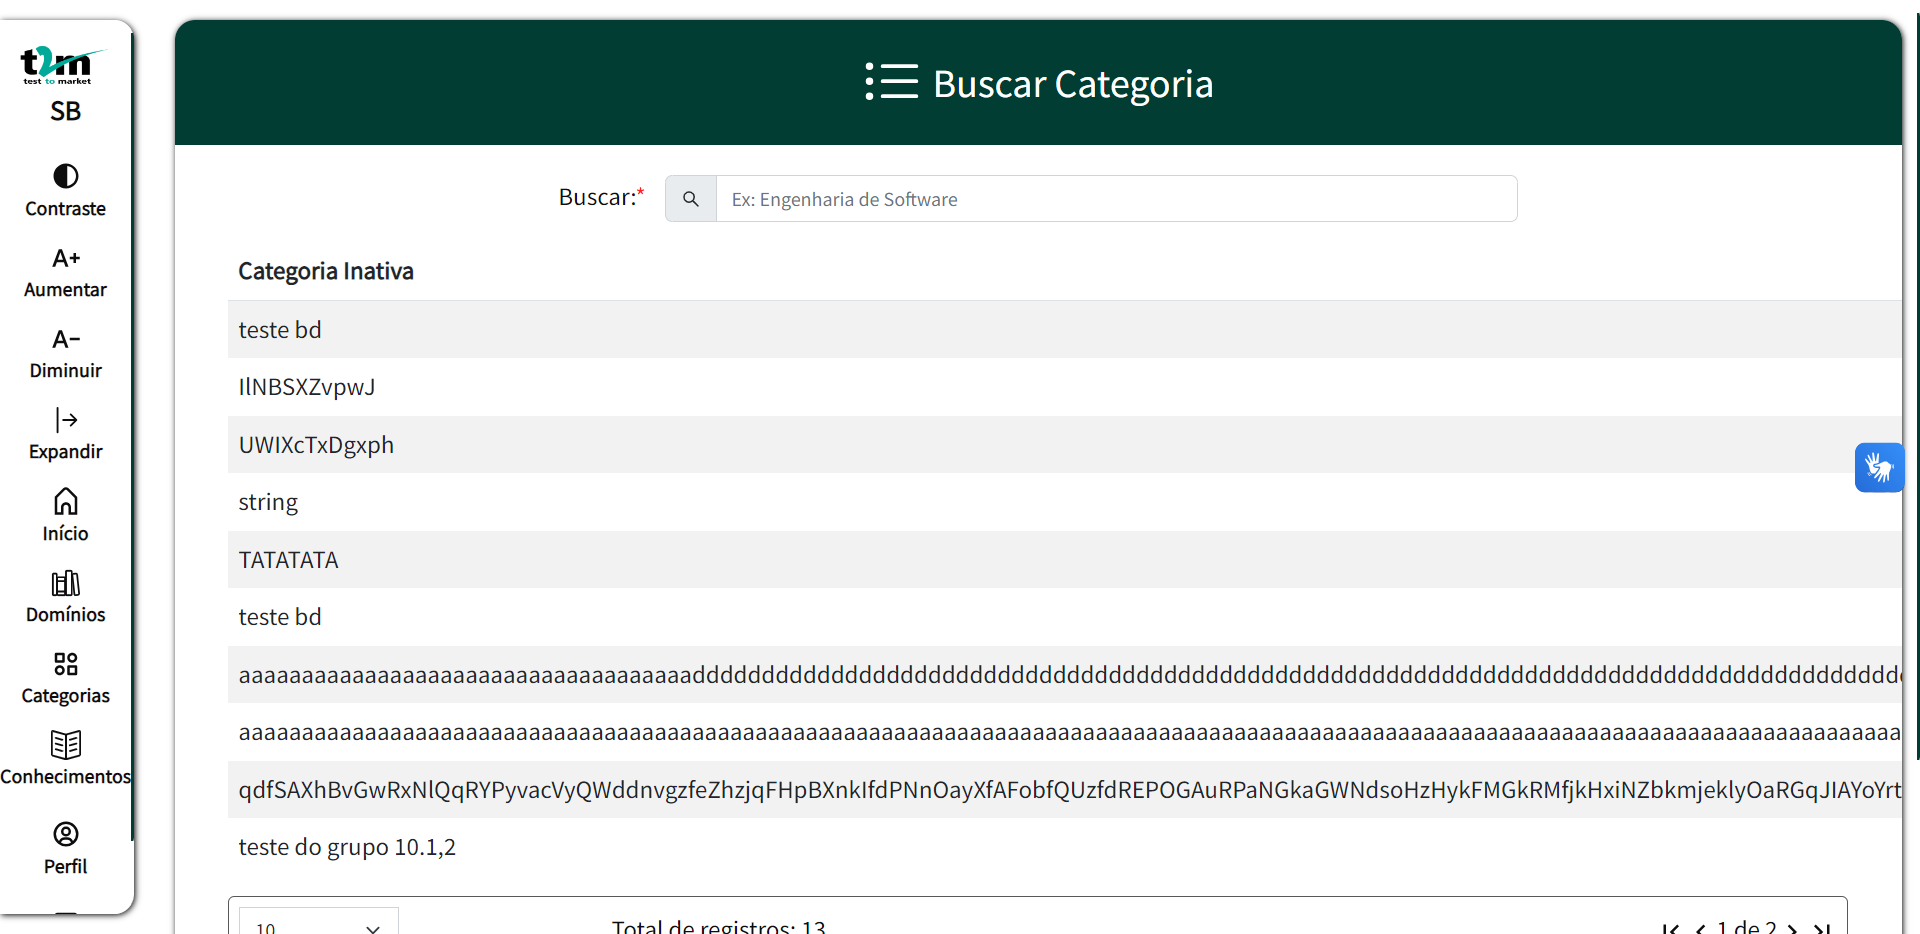 t2m
test to market
SB
Contraste
A+
Aumentar
A-
Diminuir
Expandir
Início
Domínios
Categorias
Conhecimentos
Perfil
Buscar Categoria
Buscar:*
Ex: Engenharia de Software
Categoria Inativa
teste bd
IlNBSXZvpwJ
UWIXcTxDgxph
string
TATATATA
teste bd
qdfSAXhBvGwRxNlQqRYPyvacVyQWddnvgzfeZhzjqFHpBXnkIfdPNnOayXfAFobfQUzfdREPOGAuRPaNGkaGWNdsoHzHykFMGkRMfjkHxiNZbkmjeklyOaRGqJIAYoYrt
teste do grupo 10.1,2
10
Total de registros: 13
1 de 2